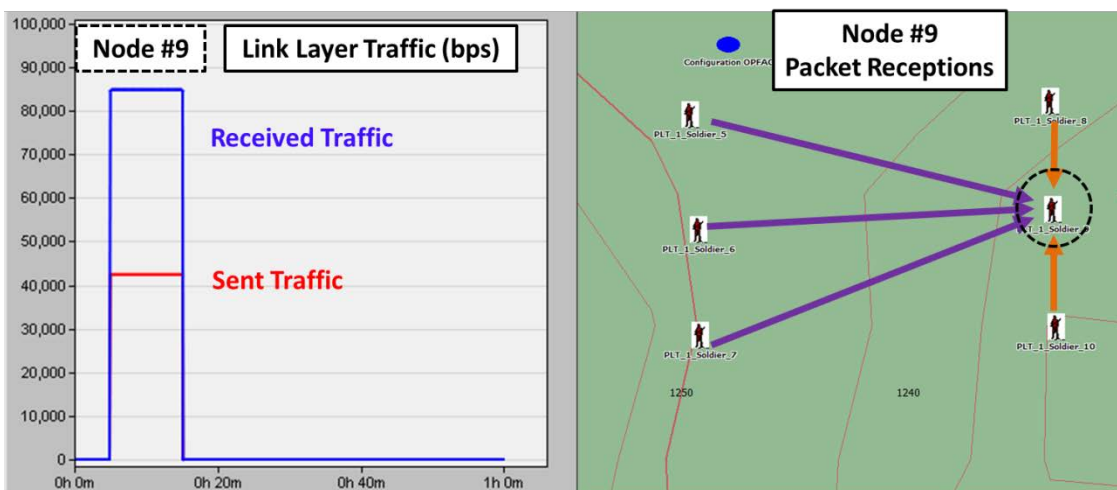 100,000
90,000
80,000
70,000
60,000
50,000
40,000
30,000
20,000
10,000
0
0h 0m
0h 20m
0h 40m
1h 0m
Node #9
Link Layer Traffic (bps)
Received Traffic
Sent Traffic
Node #9
Packet Receptions
Configuration OPFAC
PLT_1_Soldier_5
PLT_1_Soldier_8
PLT_1_Soldier_6
PLT_1_Soldier_7
PLT_1_Soldier_10
1250
1240